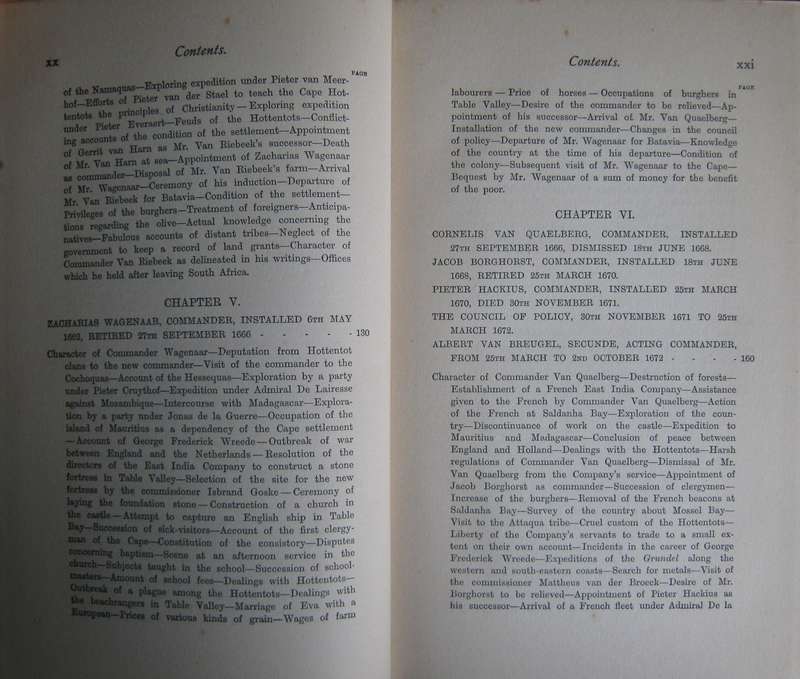 xx
Contents.
PAGE
of the Namaquas—Exploring expedition under Pieter van Meer-
hof—Efforts of Pieter van der Stael to teach the Cape Hot-
tentots the principles of Christianity—Exploring expedition
under Pieter Everaert—Feuds of the Hottentots—Conflict-
ing accounts of the condition of the settlement—Appointment
of Gerrit van Harn as Mr. Van Riebeek's successor—Death
of Mr. Van Harn at sea—Appointment of Zacharias Wagenaar
as commander—Disposal of Mr. Van Riebeek's farm—Arrival
of Mr. Wagenaar—Ceremony of his induction—Departure of
Mr. Van Riebeek for Batavia—Condition of the settlement—
Privileges of the burghers—Treatment of foreigners—Anticipa-
tions regarding the olive—Actual knowledge concerning the
natives—Fabulous accounts of distant tribes—Neglect of the
government to keep a record of land grants—Character of
Commander Van Riebeek as delineated in his writings—Offices
which he held after leaving South Africa.
CHAPTER V.
ZACHARIAS WAGENAAR, COMMANDER, INSTALLED 6TH MAY
1662, RETIRED 27TH SEPTEMBER 1666 - - - - - 130
Character of Commander Wagenaar—Deputation from Hottentot
clans to the new commander—Visit of the commander to the
Cochoquas—Account of the Hessequas—Exploration by a party
under Pieter Cruythof—Expedition under Admiral De Lairesse
against Mozambique—Intercourse with Madagascar—Explora-
tion by a party under Jonas de la Guerre—Occupation of the
island of Mauritius as a dependency of the Cape settlement
—Account of George Frederick Wreede—Outbreak of war
between England and the Netherlands—Resolution of the
directors of the East India Company to construct a stone
fortress in Table Valley—Selection of the site for the new
fortress by the commissioner Isbrand Goske—Ceremony of
laying the foundation stone—Construction of a church in
the castle—Attempt to capture an English ship in Table
Bay—Succession of sick-visitors—Account of the first clergy-
man of the Cape—Constitution of the consistory—Disputes
concerning baptism—Scene at an afternoon service in the
church—Subjects taught in the school—Succession of school-
masters—Amount of school fees—Dealings with Hottentots—
Outbreak of a plague among the Hottentots—Dealings with
the beachrangers in Table Valley—Marriage of Eva with a
European—Prices of various kinds of grain—Wages of farm
Contents.
xxi
PAGE
labourers—Price of horses—Occupations of burghers in
Table Valley—Desire of the commander to be relieved—Ap-
pointment of his successor—Arrival of Mr. Van Quaelberg—
Installation of the new commander—Changes in the council
of policy—Departure of Mr. Wagenaar for Batavia—Knowledge
of the country at the time of his departure—Condition of
the colony—Subsequent visit of Mr. Wagenaar to the Cape—
Bequest by Mr. Wagenaar of a sum of money for the benefit
of the poor.
CHAPTER VI.
CORNELIS VAN QUAELBERG, COMMANDER, INSTALLED
27TH SEPTEMBER 1666, DISMISSED 18TH JUNE 1668.
JACOB BORGHORST, COMMANDER, INSTALLED 18TH JUNE
1668, RETIRED 25TH MARCH 1670.
PIETER HACKIUS, COMMANDER, INSTALLED 25TH MARCH
1670, DIED 30TH NOVEMBER 1671.
THE COUNCIL OF POLICY, 30TH NOVEMBER 1671 TO 25TH
MARCH 1672.
ALBERT VAN BREUGEL, SECUNDE, ACTING COMMANDER,
FROM 25TH MARCH TO 2ND OCTOBER 1672 - - - - 160
Character of Commander Van Quaelberg—Destruction of forests—
Establishment of a French East India Company—Assistance
given to the French by Commander Van Quaelberg—Action
of the French at Saldanha Bay—Exploration of the coun-
try—Discontinuance of work on the castle—Expedition to
Mauritius and Madagascar—Conclusion of peace between
England and Holland—Dealings with the Hottentots—Harsh
regulations of Commander Van Quaelberg—Dismissal of Mr.
Van Quaelberg from the Company's service—Appointment of
Jacob Borghorst as commander—Succession of clergymen—
Increase of the burghers—Removal of the French beacons at
Saldanha Bay—Survey of the country about Mossel Bay—
Visit to the Attaqua tribe—Cruel custom of the Hottentots—
Liberty of the Company's servants to trade to a small ex-
tent on their own account—Incidents in the career of George
Frederick Wreede—Expeditions of the Grundel along the
western and south-eastern coasts—Search for metals—Visit of
the commissioner Mattheus van der Broeck—Desire of Mr.
Borghorst to be relieved—Appointment of Pieter Hackius as
his successor—Arrival of a French fleet under Admiral De la